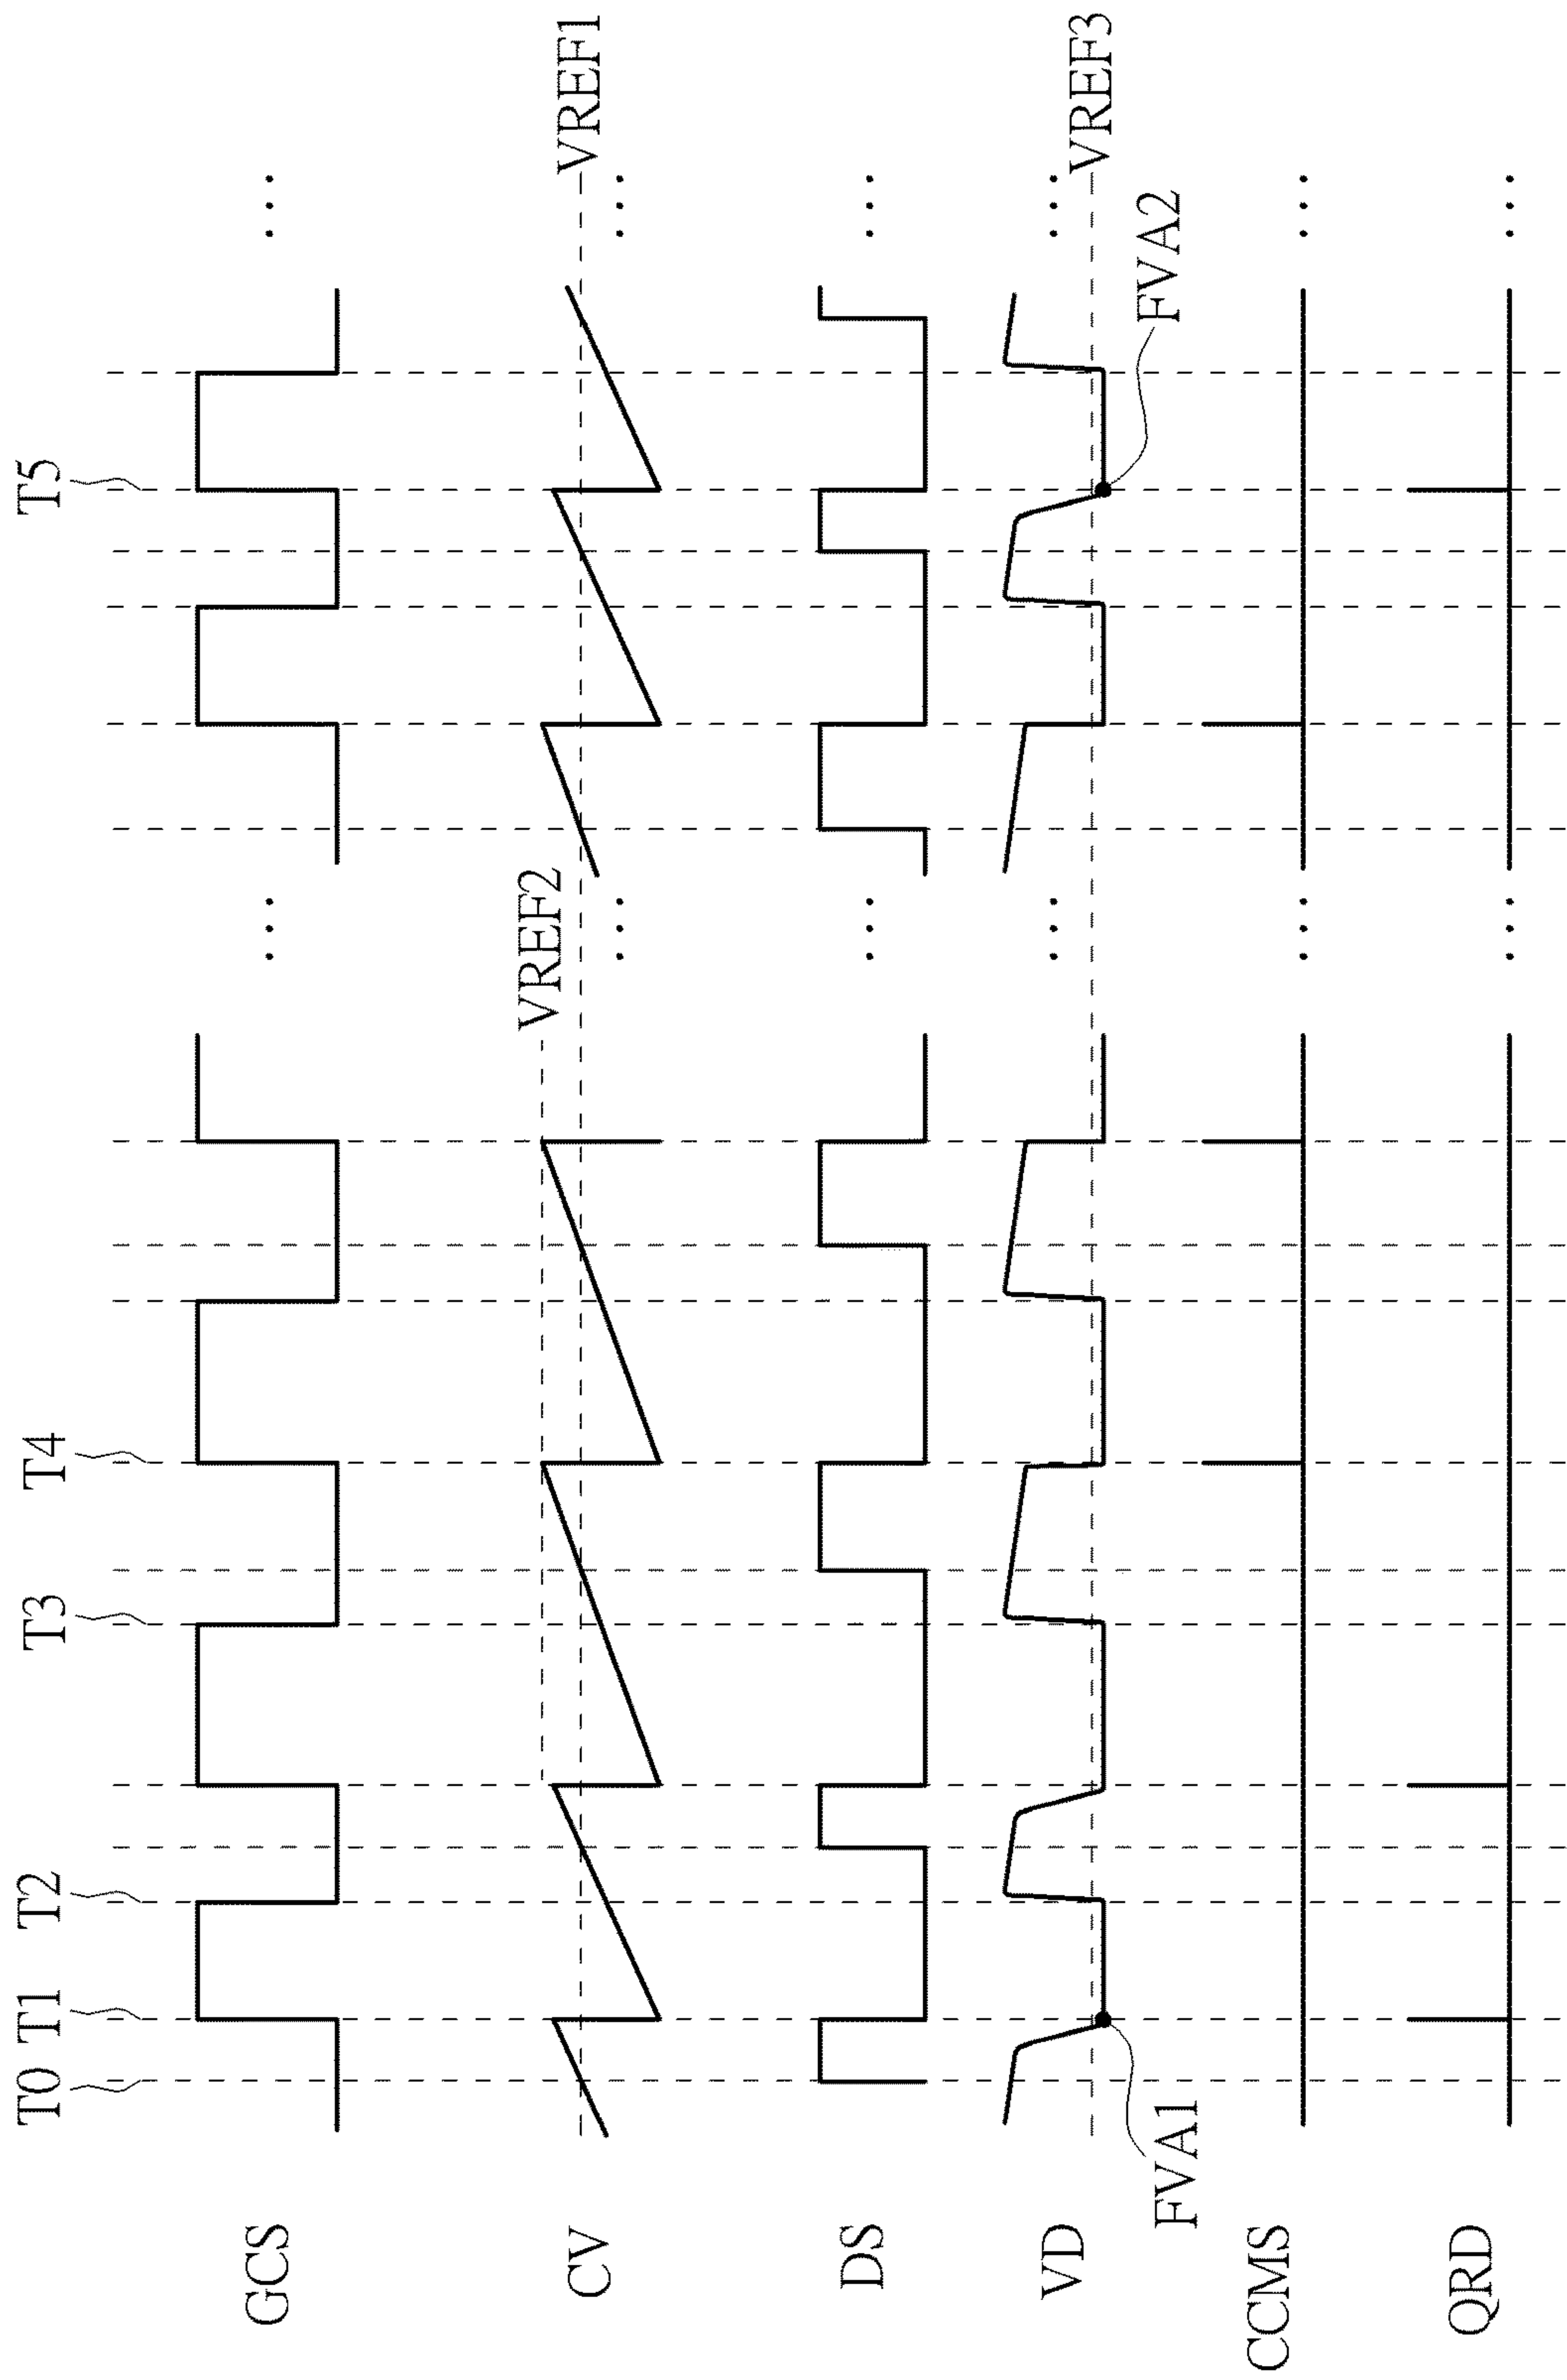 T0
T1
T2
T3
T4
T5
GCS
VREF2
VREF1
CV
DS
VREF3
VD
FVA1
FVA2
CCMS
QRD